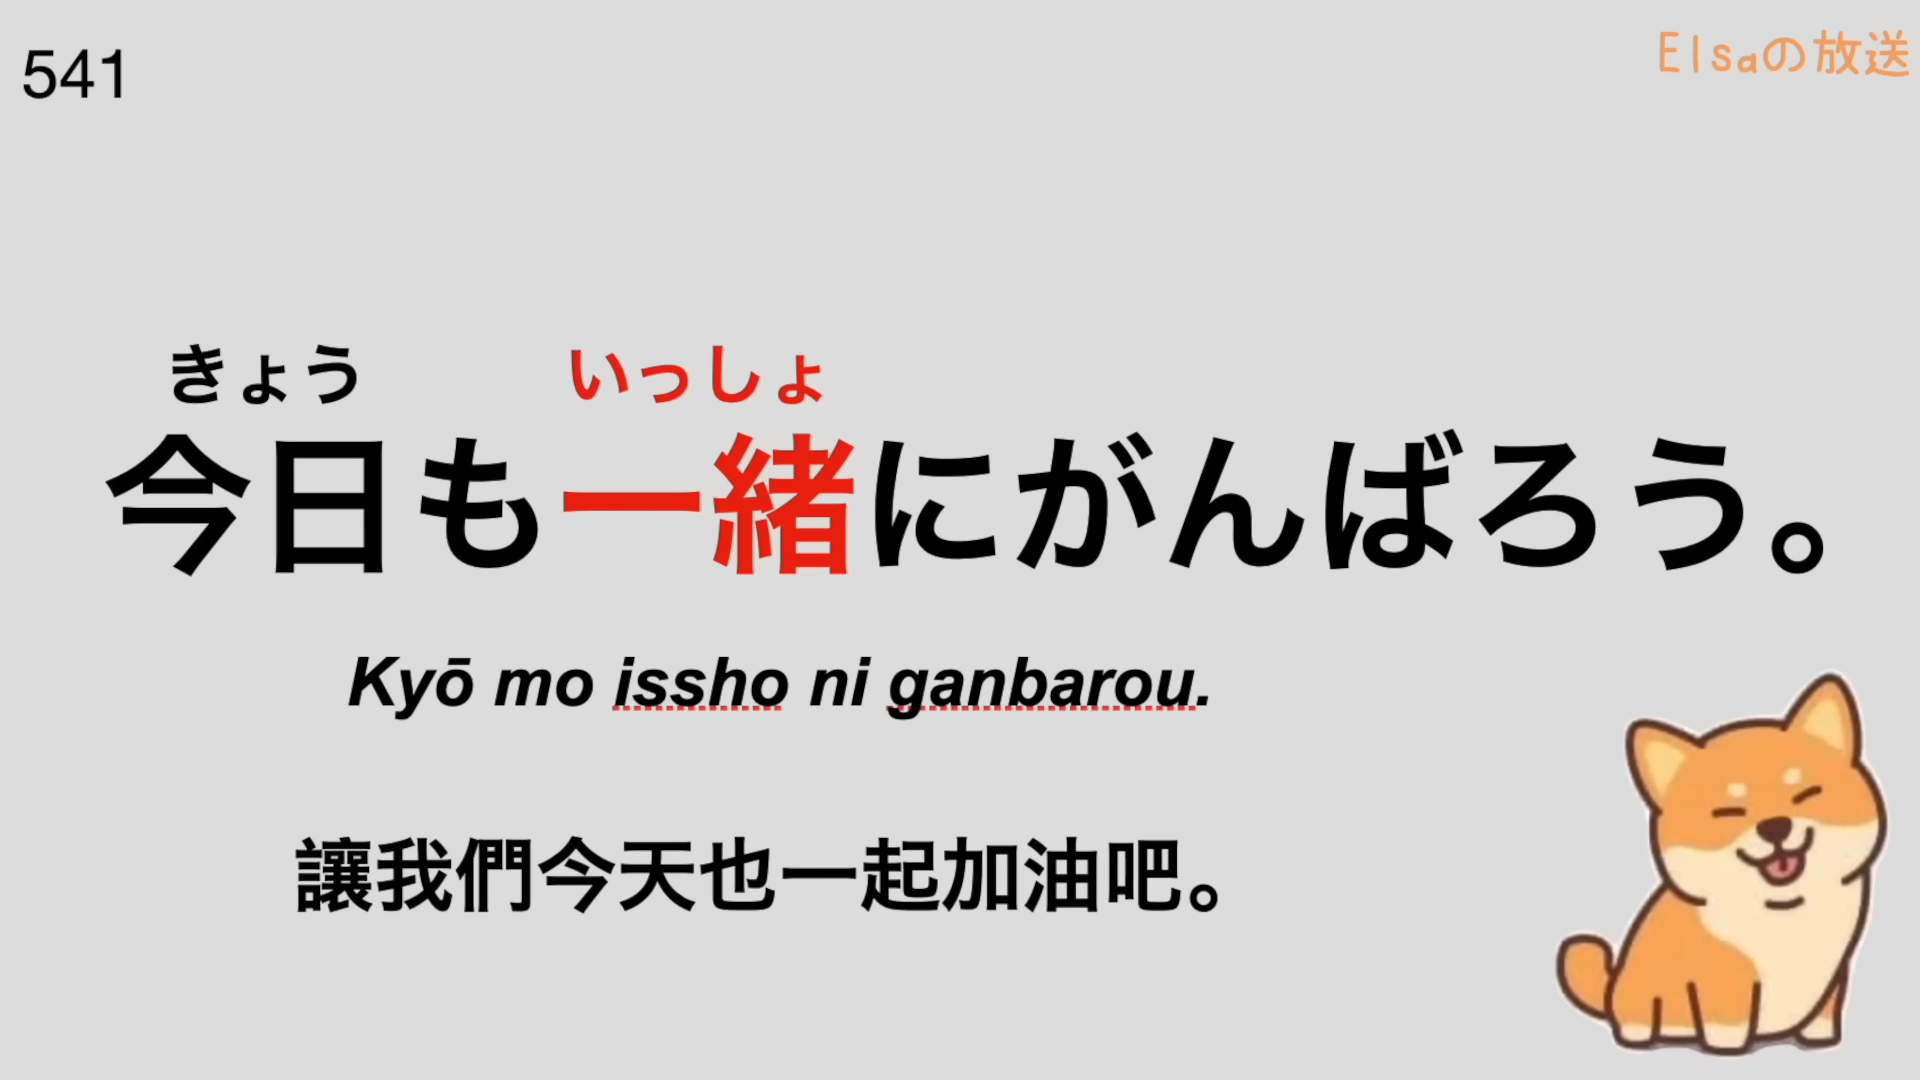 541
Elsaの放送
きょう いっしょ
今日も一緒にがんばろう。
Kyō mo issho ni ganbarou.
讓我們今天也一起加油吧。